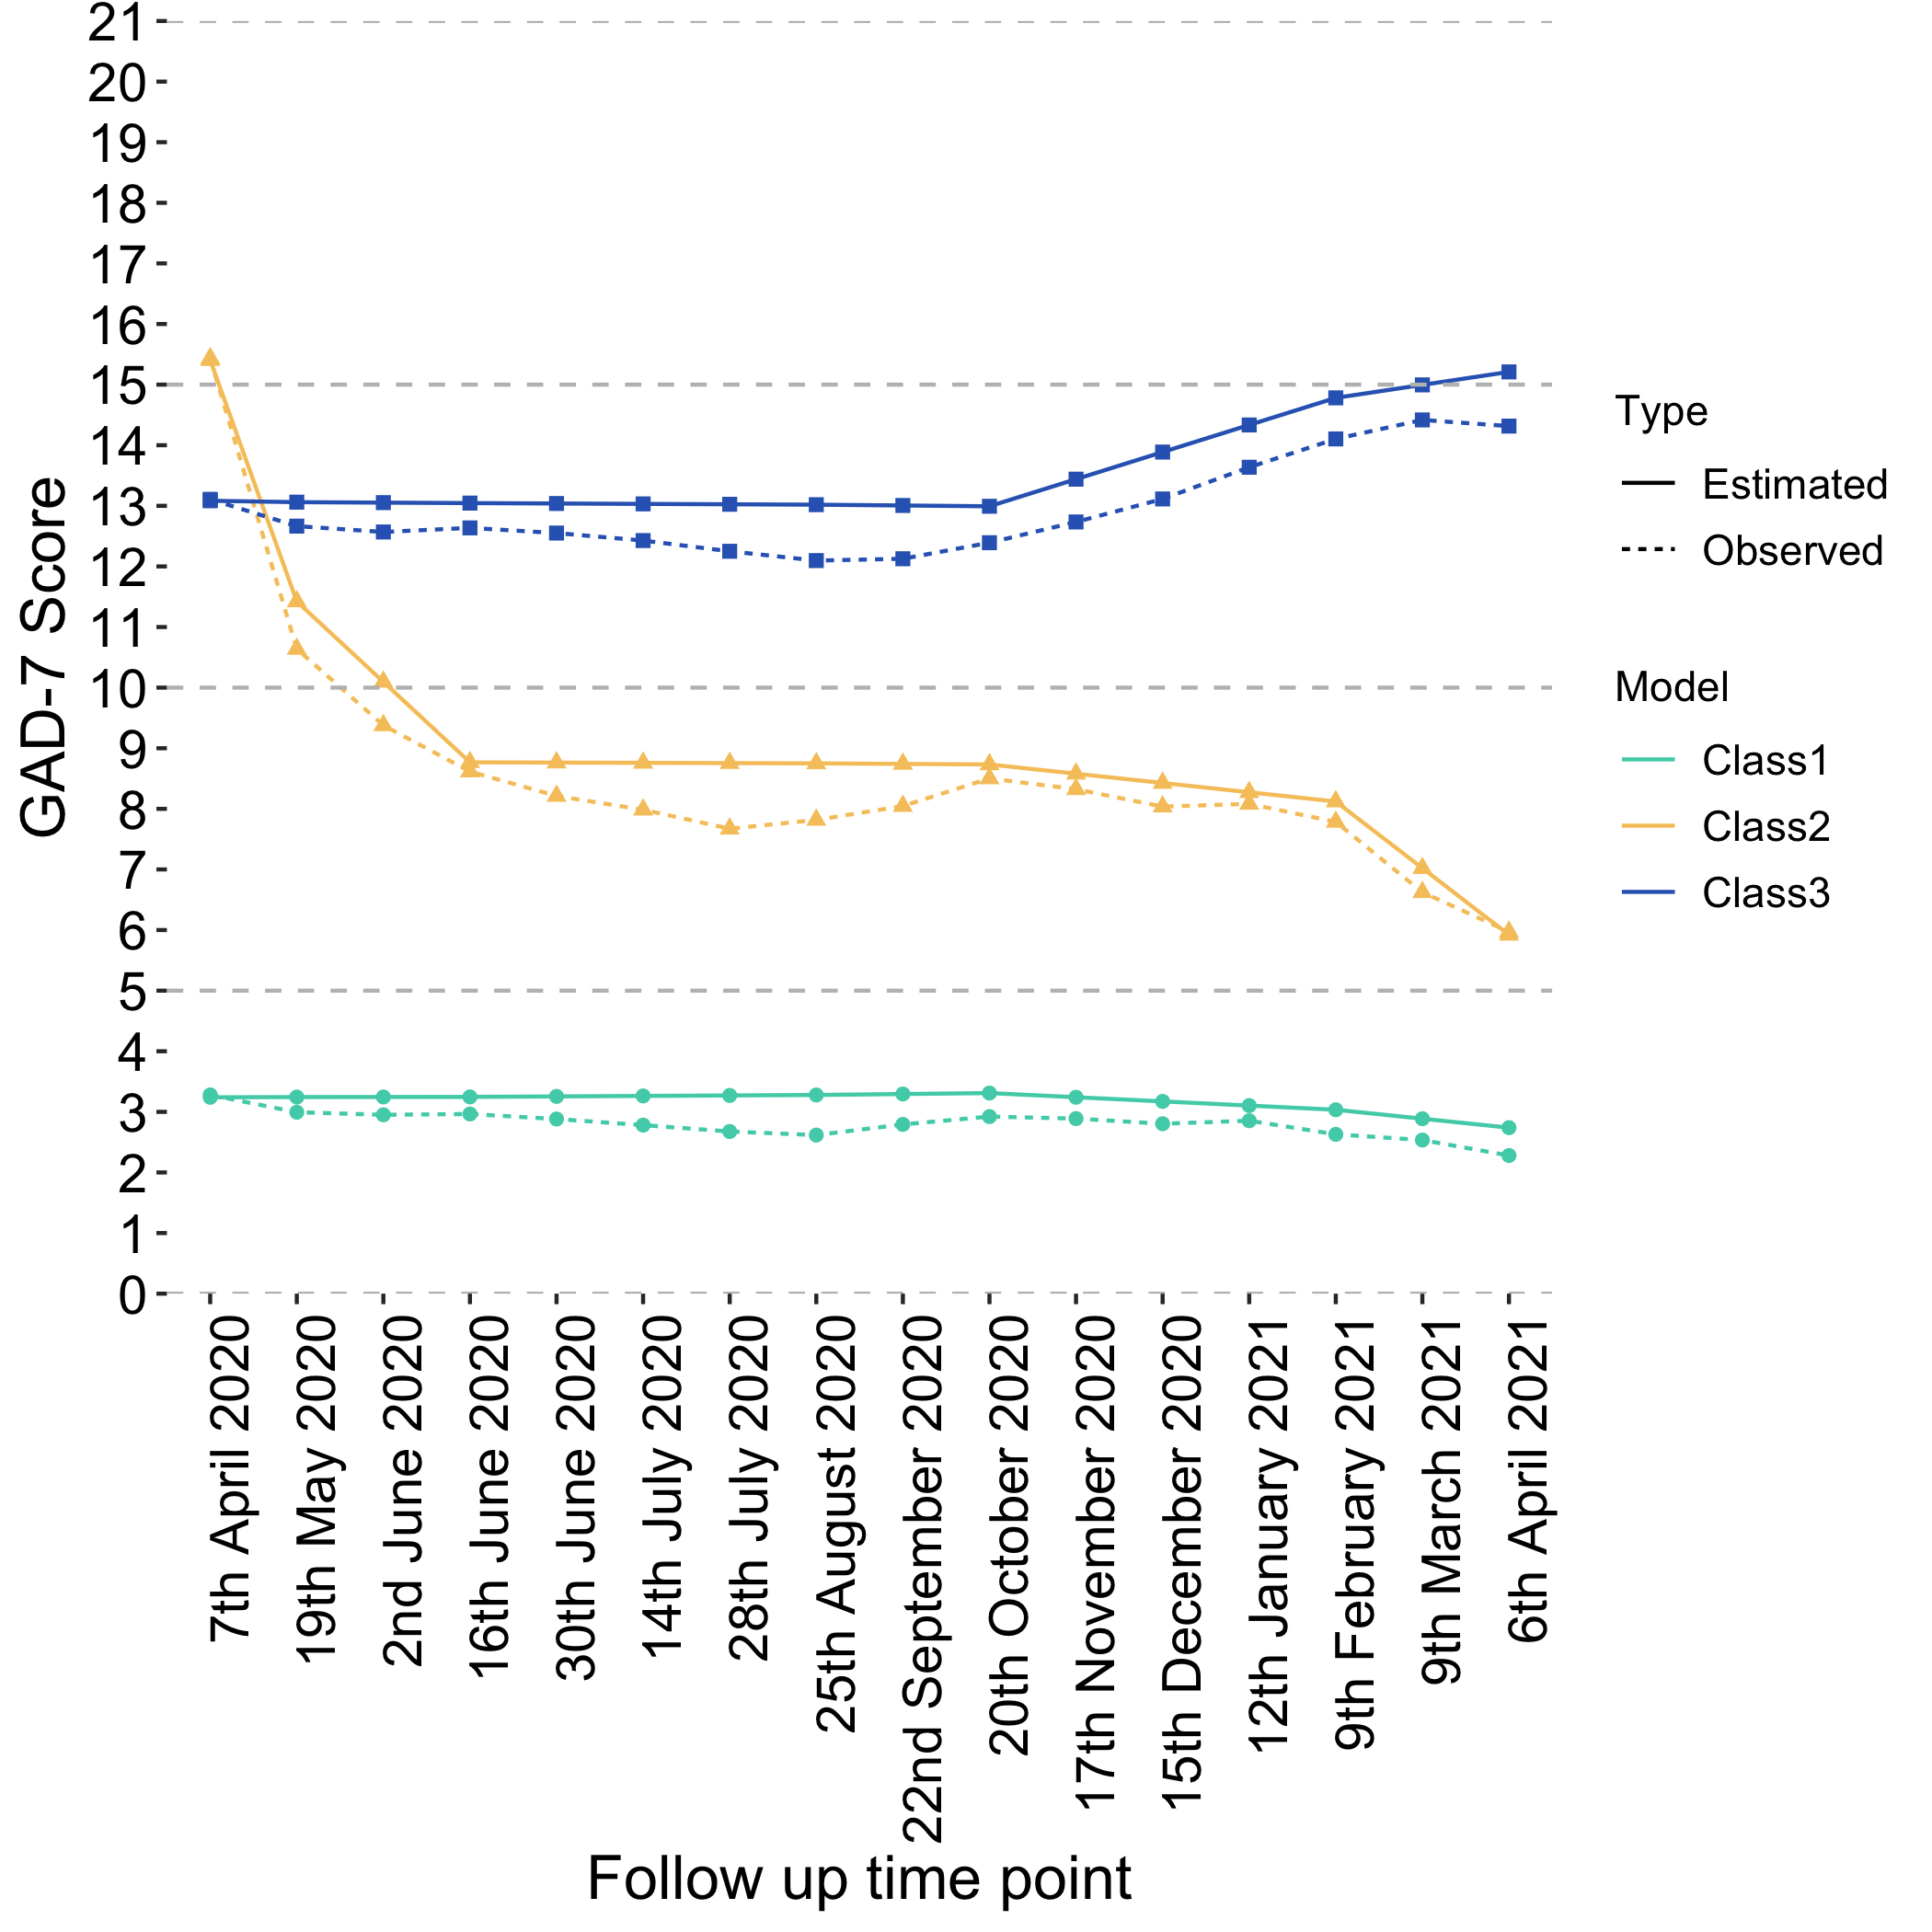 21
20
19
18
17
16
15
14
13
12
11
10
9
8
7
6
5
4
3
2
1
0
GAD-7 Score
7th April 2020
19th May 2020
2nd June 2020
16th June 2020
30th June 2020
14th July 2020
28th July 2020
25th August 2020
22nd September 2020
20th October 2020
17th November 2020
15th December 2020
12th January 2021
9th February 2021
9th March 2021
6th April 2021
Follow up time point
Type
Estimated
Observed
Model
Class1
Class2
Class3